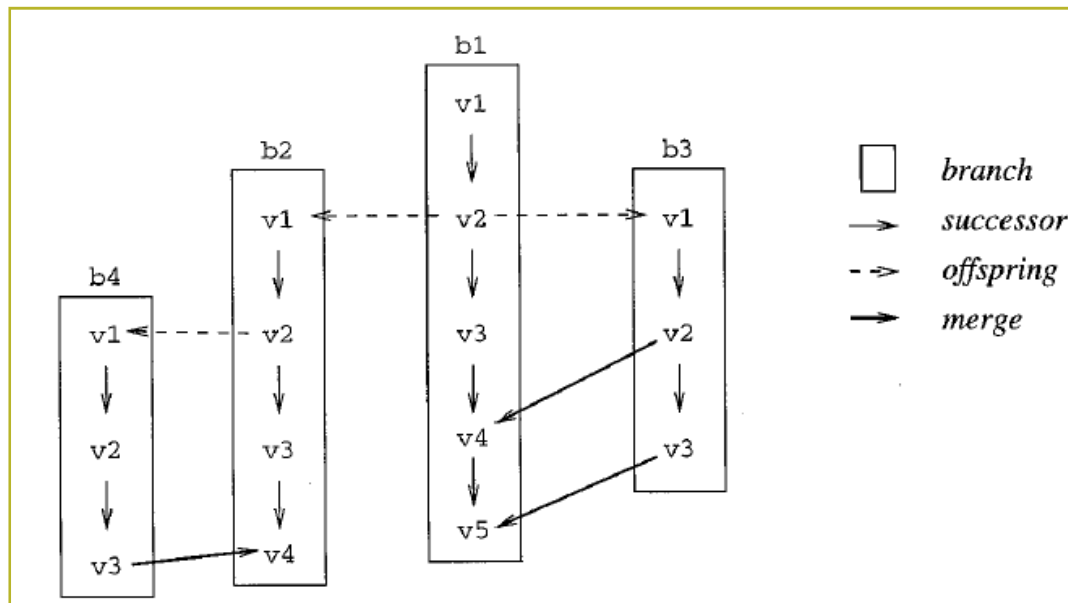 b1
v1
v2
v3
v4
v5
b2
v1
v2
v3
v4
b3
v1
v2
v3
b4
v1
v2
v3
branch
successor
offspring
merge